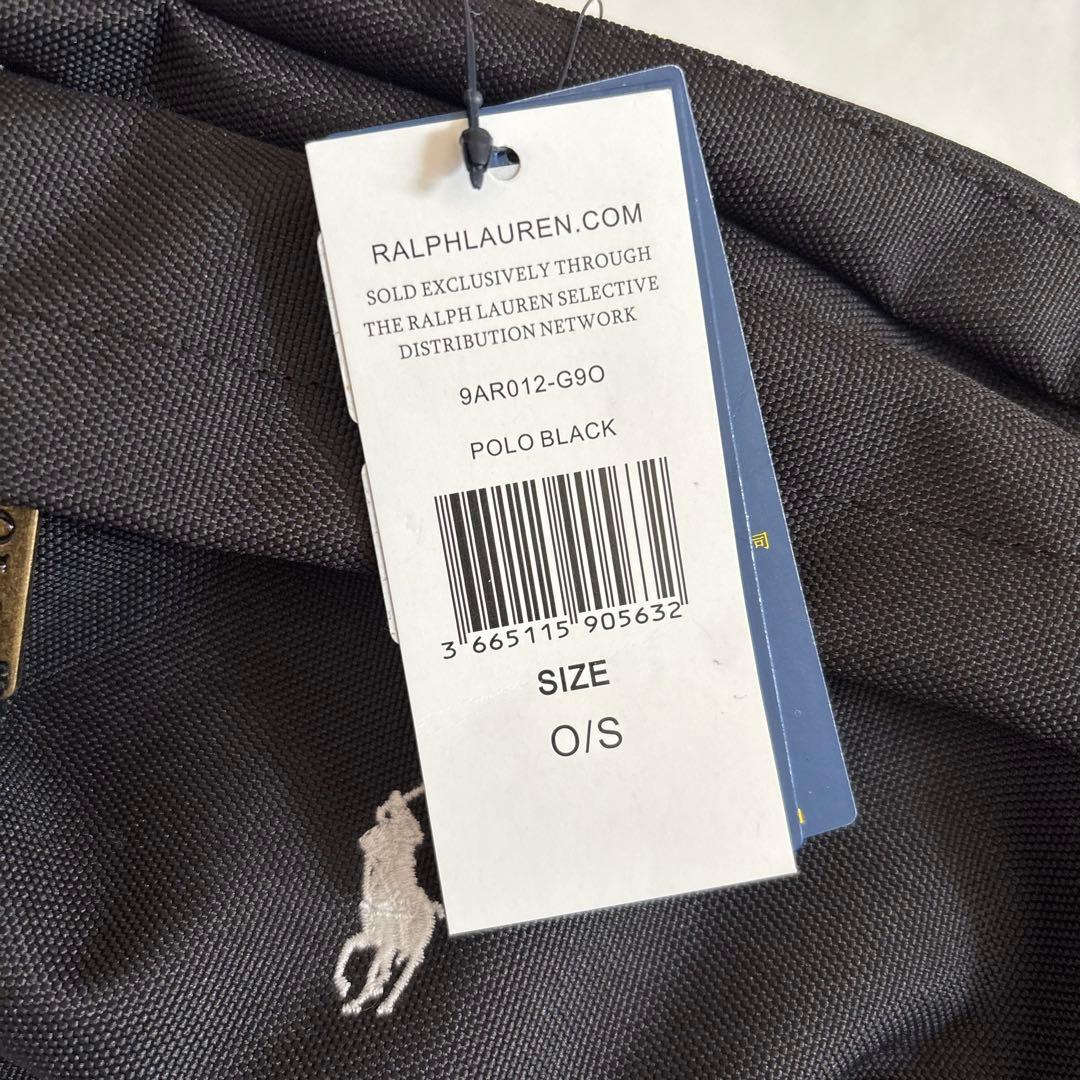 RALPHLAUREN.COM
SOLD EXCLUSIVELY THROUGH
THE RALPH LAUREN SELECTIVE
DISTRIBUTION NETWORK
9AR012-G9O
POLO BLACK
3 665115 905632
SIZE
O/S
司